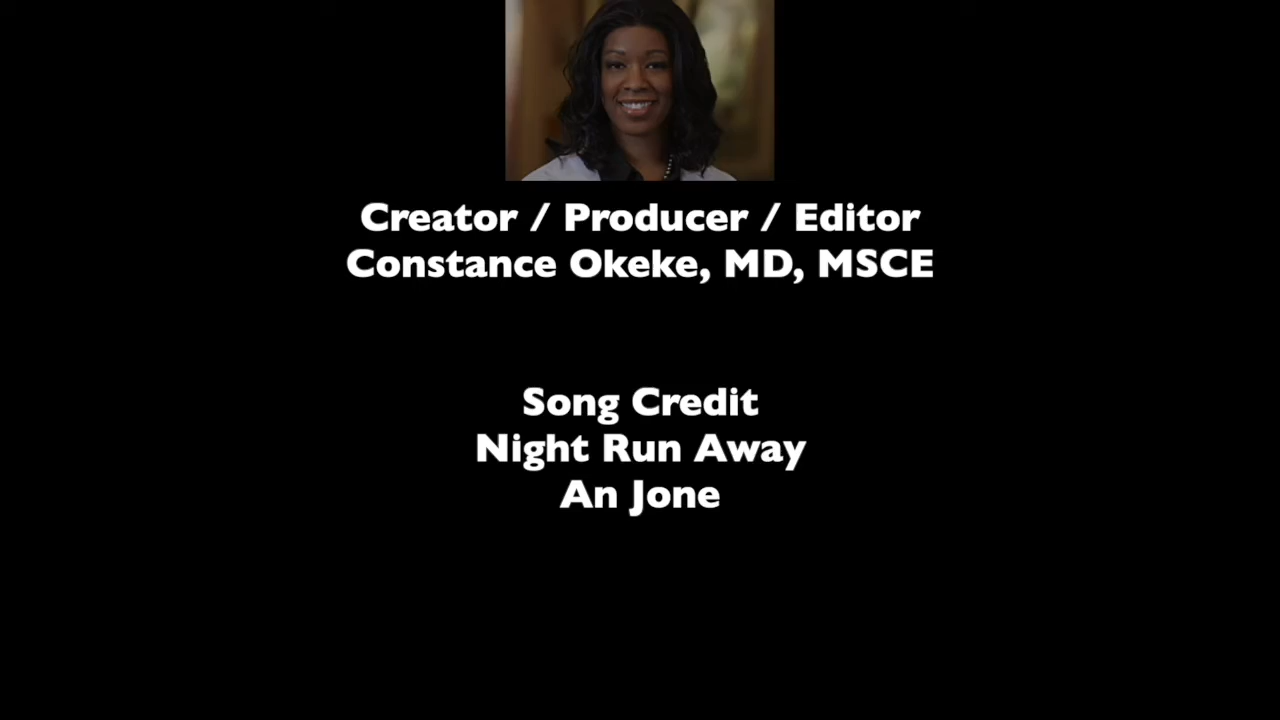 Creator / Producer / Editor
Constance Okeke, MD, MSCE
Song Credit
Night Run Away
An Jone